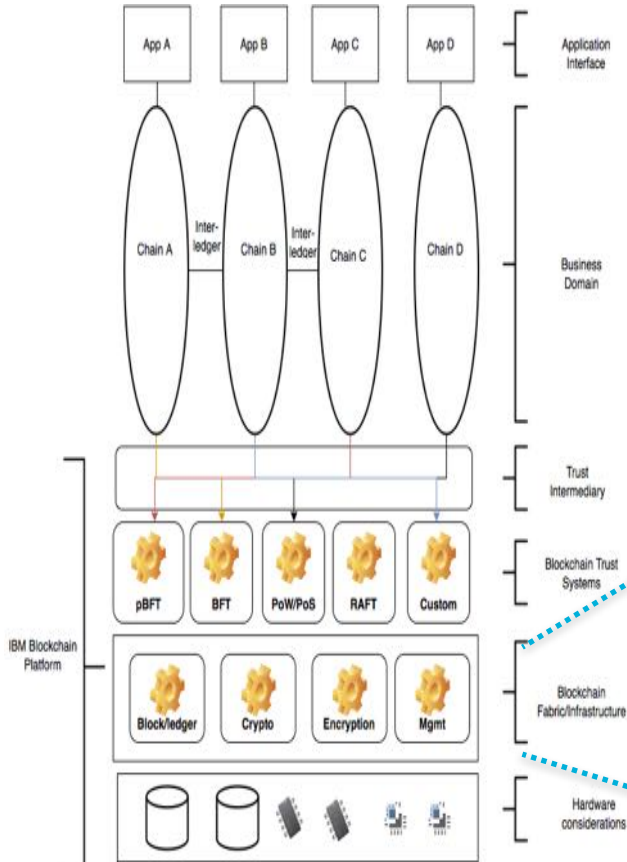 App A
App B
App C
App D
Application
Interface
Inter-
ledger
Inter-
ledger
Chain A
Chain B
Chain C
Chain D
Business
Domain
Trust
Intermediary
pBFT
BFT
PoW/PoS
RAFT
Custom
Blockchain Trust
Systems
IBM Blockchain
Platform
Block/ledger
Crypto
Encryption
Mgmt
Blockchain
Fabric/Infrastructure
Hardware
considerations